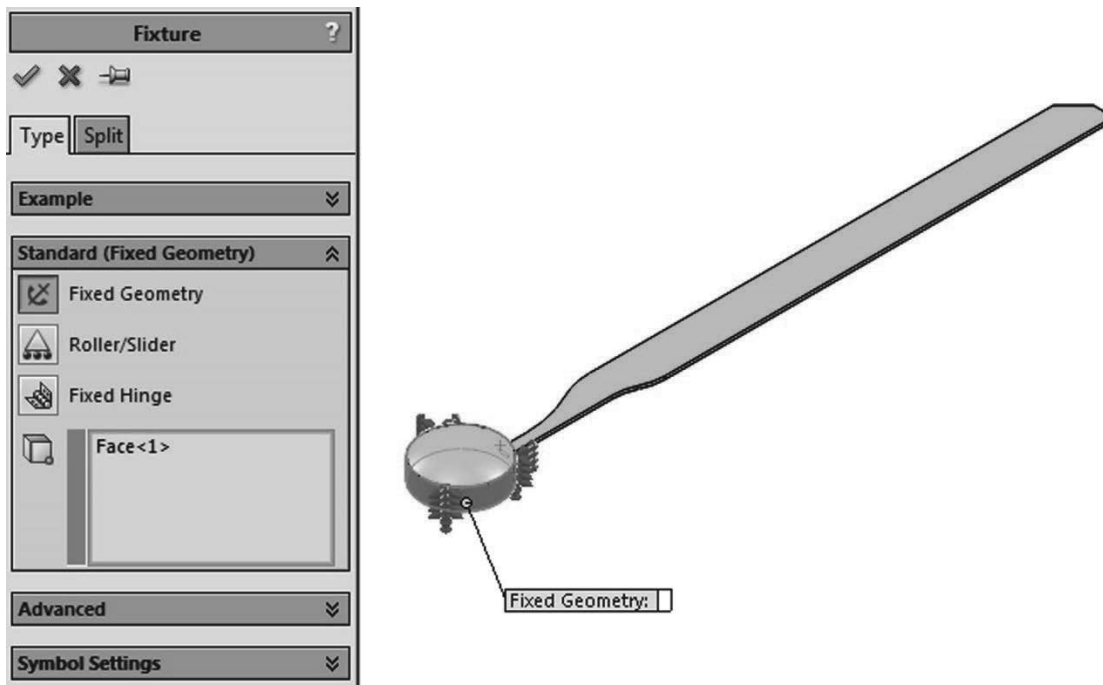 Fixture ?
Type Split
Example
Standard (Fixed Geometry)
Fixed Geometry
Roller/Slider
Fixed Hinge
Face<1>
Advanced
Symbol Settings
Fixed Geometry: